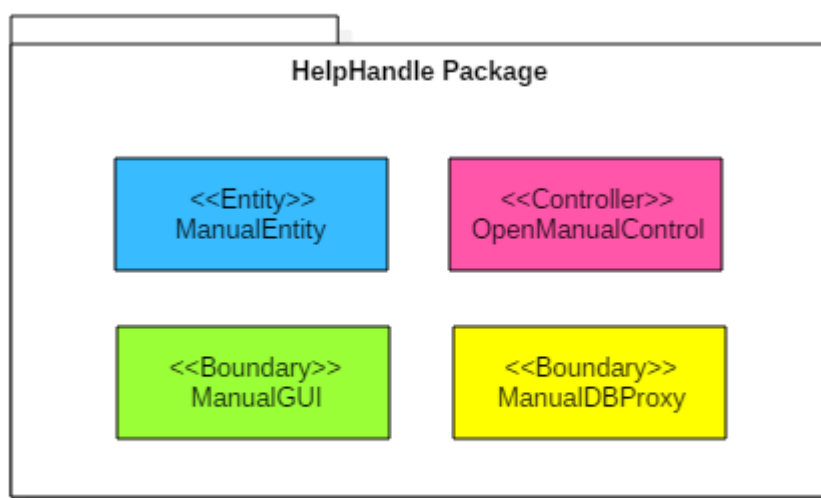 HelpHandle Package
<<Entity>>
ManualEntity
<<Controller>>
OpenManualControl
<<Boundary>>
ManualGUI
<<Boundary>>
ManualDBProxy